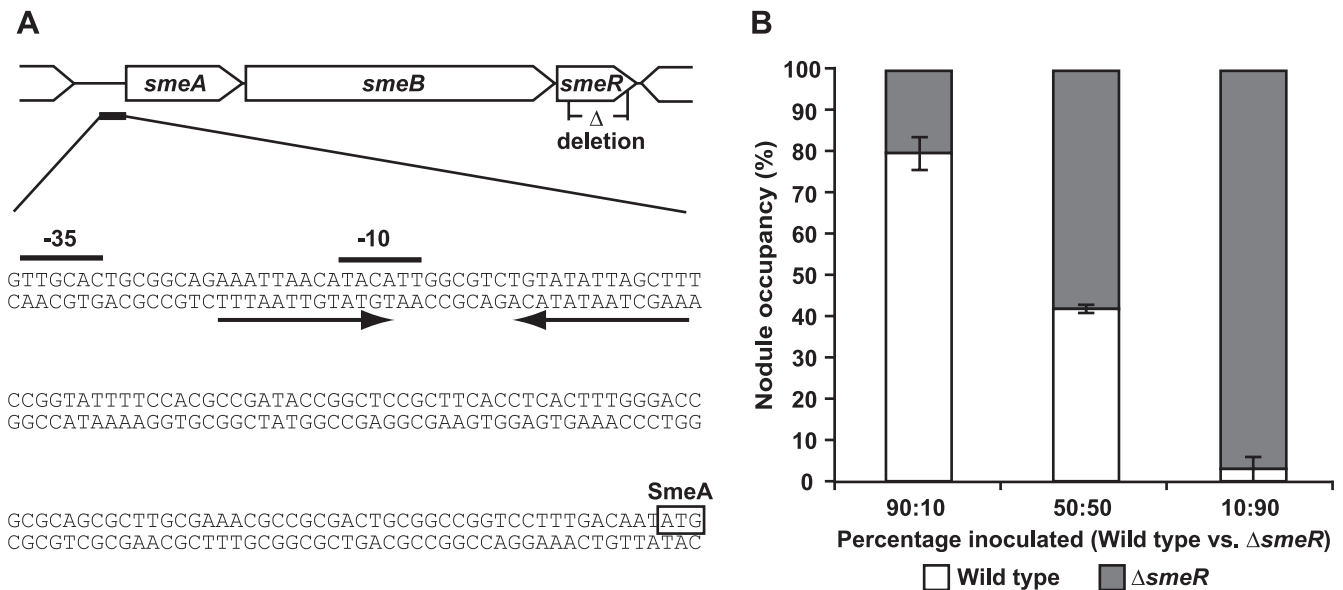 A
smeA smeB smeR
Δ
deletion
-35 -10
GTTGCACTGCGGCAGAAATTAACATACATTGGCGTCTGTATATTAGCTTT
CAACGTGACGCCGTCTTTAATTGTATGTAACCGCAGACATATAATCGAAA
CCGGTATTTTCCACGCCGATACCGGCTCCGCTTCACCTCACTTTGGGACC
GGCCATAAAAGGTGCGGCTATGGCCGAGGCGAAGTGGAGTGAAACCCTGG
SmeA
GCGCAGCGCTTGCGAAACGCCGCGACTGCGGCCGGTCCTTTGACAATATG
CGCGTCGCGAACGCTTTGCGGCGCTGACGCCGGCCAGGAAACTGTTATAC
B
Nodule occupancy (%)
100
90
80
70
60
50
40
30
20
10
0
90:10 50:50 10:90
Percentage inoculated (Wild type vs. ΔsmeR)
Wild type ΔsmeR